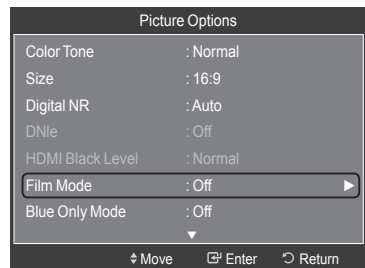 Picture Options
Color Tone : Normal
Size : 16:9
Digital NR : Auto
DNIe : Off
HDMI Black Level : Normal
Film Mode : Off
Blue Only Mode : Off
Move Enter Return